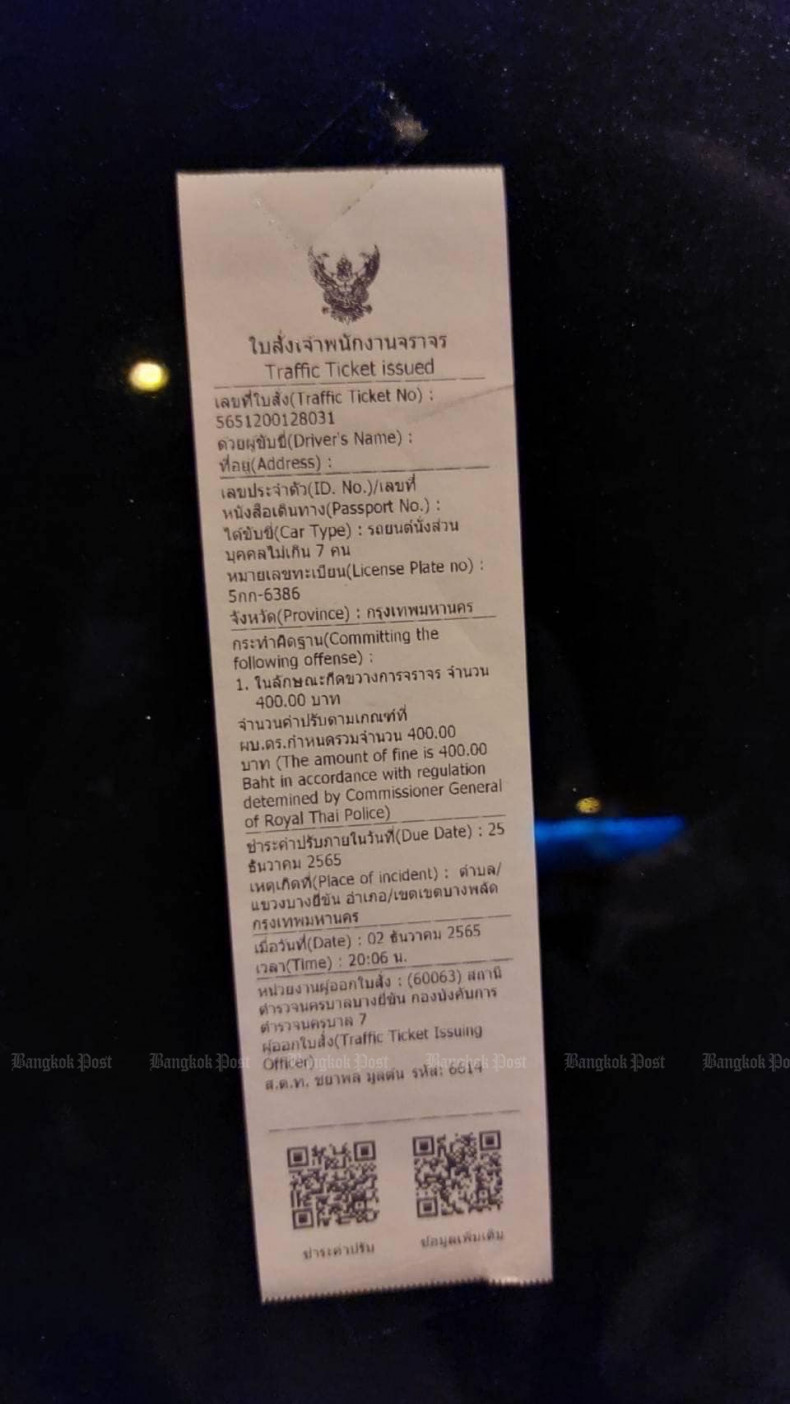 ใบสั่งเจ้าพนักงานจราจร
Traffic Ticket issued
เลขที่ใบสั่ง(Traffic Ticket No) :
5651200128031
ด้วยผู้ขับขี่(Driver's Name) :
ที่อยู่(Address) :
เลขประจำตัว(ID. No.)/เลขที่
หนังสือเดินทาง(Passport No.) :
ได้ขับขี่(Car Type) : รถยนต์นั่งส่วน
บุคคลไม่เกิน 7 คน
หมายเลขทะเบียน(License Plate no) :
5กก-6386
จังหวัด(Province) : กรุงเทพมหานคร
กระทำผิดฐาน(Committing the
following offense) :
1. ในลักษณะกีดขวางการจราจร จำนวน
400.00 บาท
จำนวนค่าปรับตามเกณฑ์ที่
ผบ.ตร.กำหนดรวมจำนวน 400.00
บาท (The amount of fine is 400.00
Baht in accordance with regulation
detemined by Commissioner General
of Royal Thai Police)
ชำระค่าปรับภายในวันที่(Due Date) : 25
ธันวาคม 2565
เหตุเกิดที่(Place of incident) : ตำบล/
แขวงบางยี่ขัน อำเภอ/เขตเขตบางพลัด
กรุงเทพมหานคร
เมื่อวันที่(Date) : 02 ธันวาคม 2565
เวลา(Time) : 20:06 น.
หน่วยงานผู้ออกใบสั่ง : (60063) สถานี
ตำรวจนครบาลบางยี่ขัน กองบังคับการ
ตำรวจนครบาล 7
ผู้ออกใบสั่ง(Traffic Ticket Issuing
Officer)
ส.ต.ท. ชยาพล มูลต้น รหัส: 6614
Bangkok Post Bangkok Post Bangkok Post Bangkok Post Bangkok Post Bangkok Po
ชำระค่าปรับ ข้อมูลเพิ่มเติม